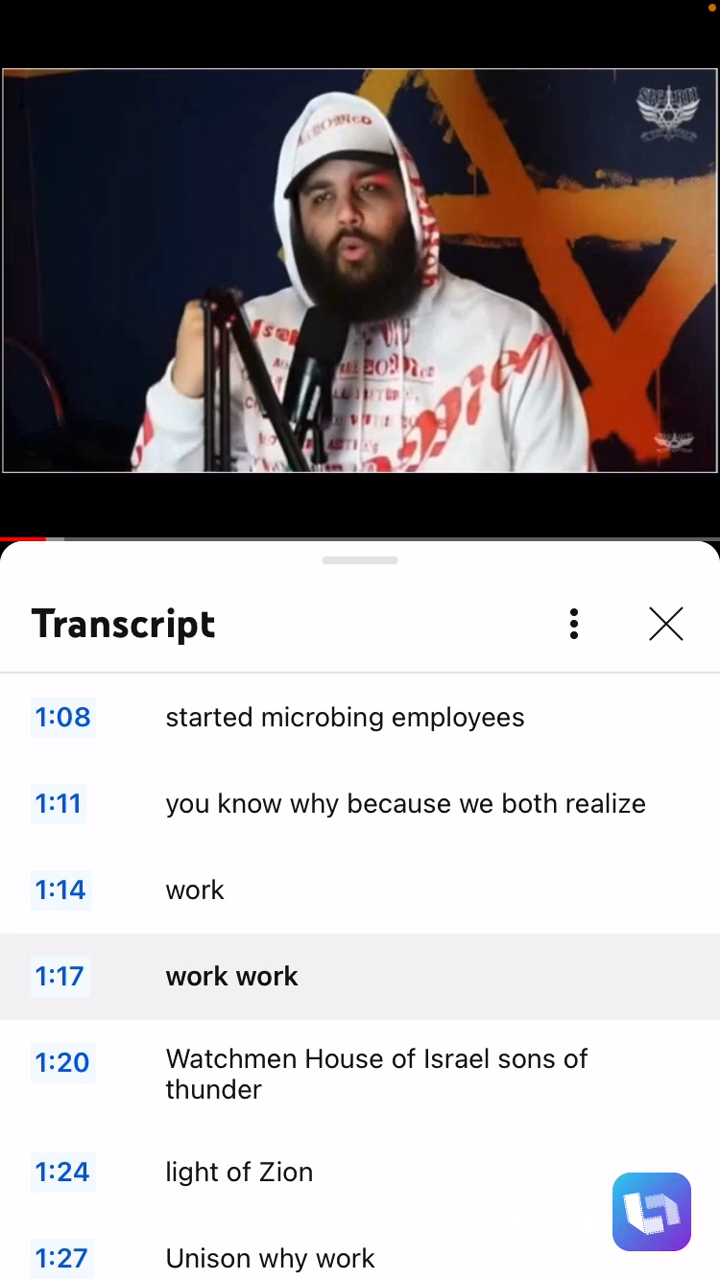 SICARII
Transcript
1:08 started microbing employees
1:11 you know why because we both realize
1:14 work
1:17 work work
1:20 Watchmen House of Israel sons of
thunder
1:24 light of Zion
1:27 Unison why work